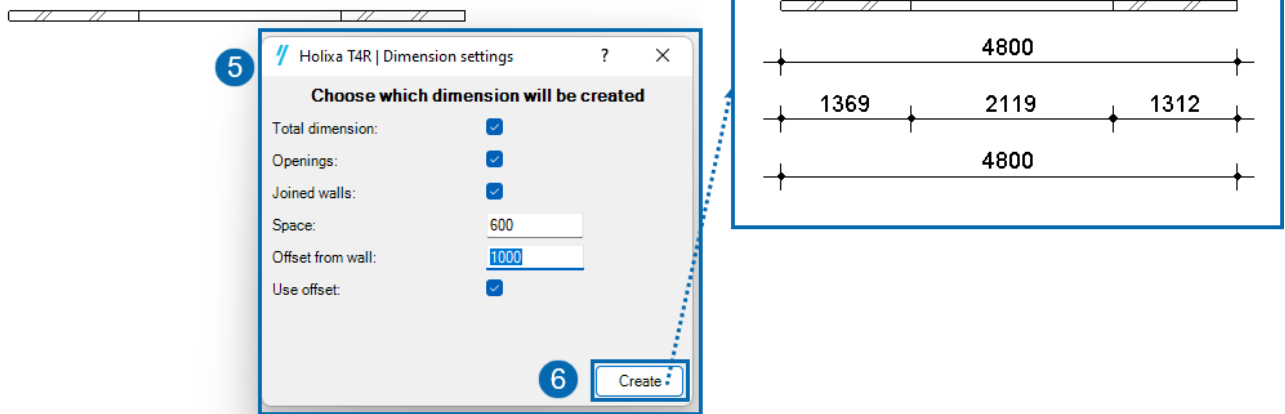 5
Holixa T4R | Dimension settings ?
Choose which dimension will be created
Total dimension:
Openings:
Joined walls:
Space: 600
Offset from wall: 1000
Use offset:
6 Create
4800
1369 2119 1312
4800